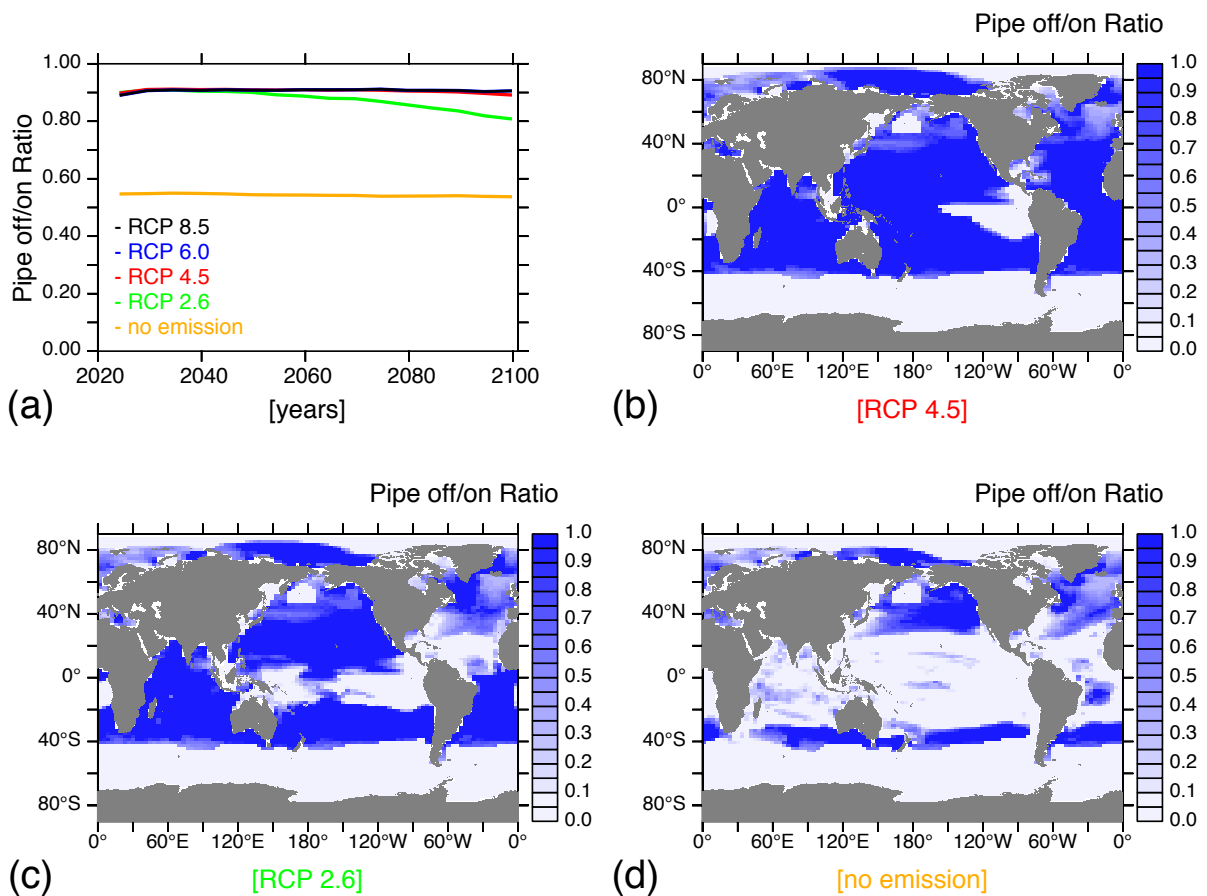 Pipe off/on Ratio
1.00
0.80
0.60
0.40
0.20
0.00
Pipe off/on Ratio
- RCP 8.5
- RCP 6.0
- RCP 4.5
- RCP 2.6
- no emission
2020 2040 2060 2080 2100
[years]
(a)
80°N
40°N
0°
40°S
80°S
0° 60°E 120°E 180° 120°W 60°W 0°
1.0
0.9
0.8
0.7
0.6
0.5
0.4
0.3
0.2
0.1
0.0
(b)
[RCP 4.5]
Pipe off/on Ratio
80°N
40°N
0°
40°S
80°S
0° 60°E 120°E 180° 120°W 60°W 0°
1.0
0.9
0.8
0.7
0.6
0.5
0.4
0.3
0.2
0.1
0.0
(c)
[RCP 2.6]
Pipe off/on Ratio
80°N
40°N
0°
40°S
80°S
0° 60°E 120°E 180° 120°W 60°W 0°
1.0
0.9
0.8
0.7
0.6
0.5
0.4
0.3
0.2
0.1
0.0
(d)
[no emission]